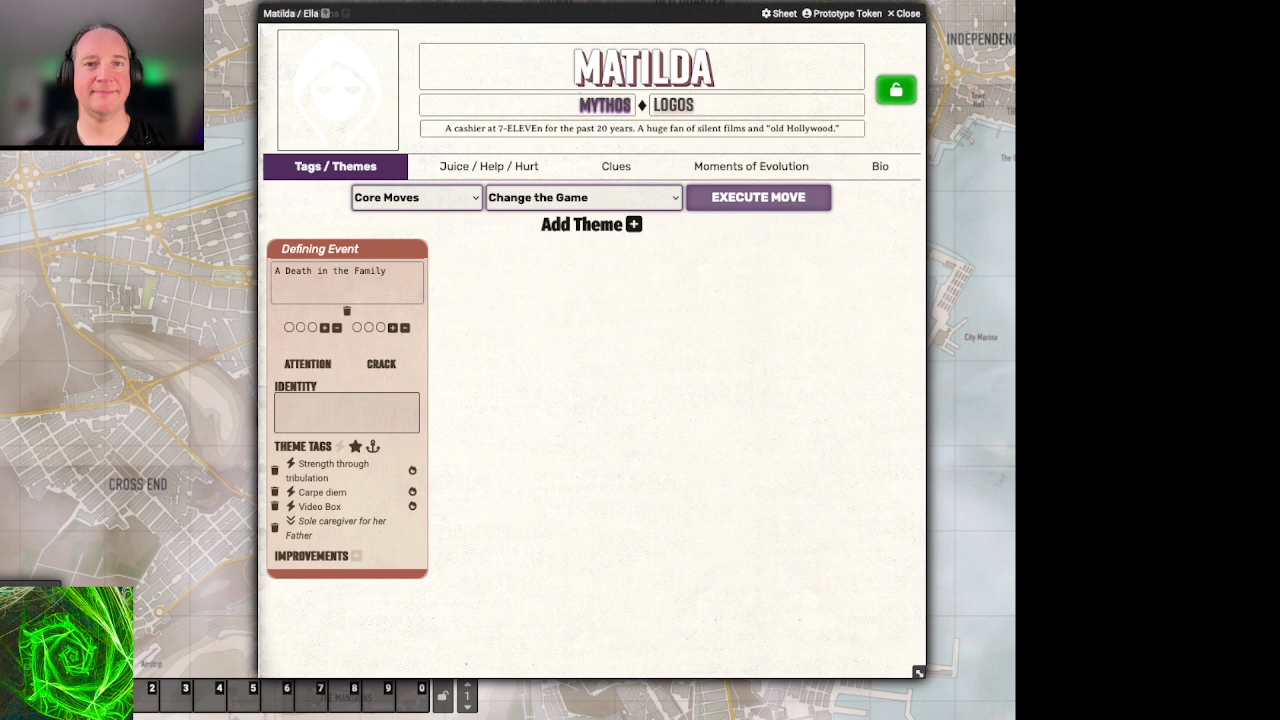 Matilda / Ella
Sheet
Prototype Token
Close
INDEPENDEN
MATILDA
MYTHOS
LOGOS
A cashier at 7-ELEVEn for the past 20 years. A huge fan of silent films and “old Hollywood.”
Tags / Themes
Juice / Help / Hurt
Clues
Moments of Evolution
Bio
Core Moves
Change the Game
EXECUTE MOVE
Add Theme
Defining Event
A Death in the Family
ATTENTION
CRACK
IDENTITY
THEME TAGS
Strength through
tribulation
Carpe diem
Video Box
Sole caregiver for her
Father
IMPROVEMENTS
City Marina
CROSS END
Airstrip
2 3 4 5 6 7 8 9 0
1